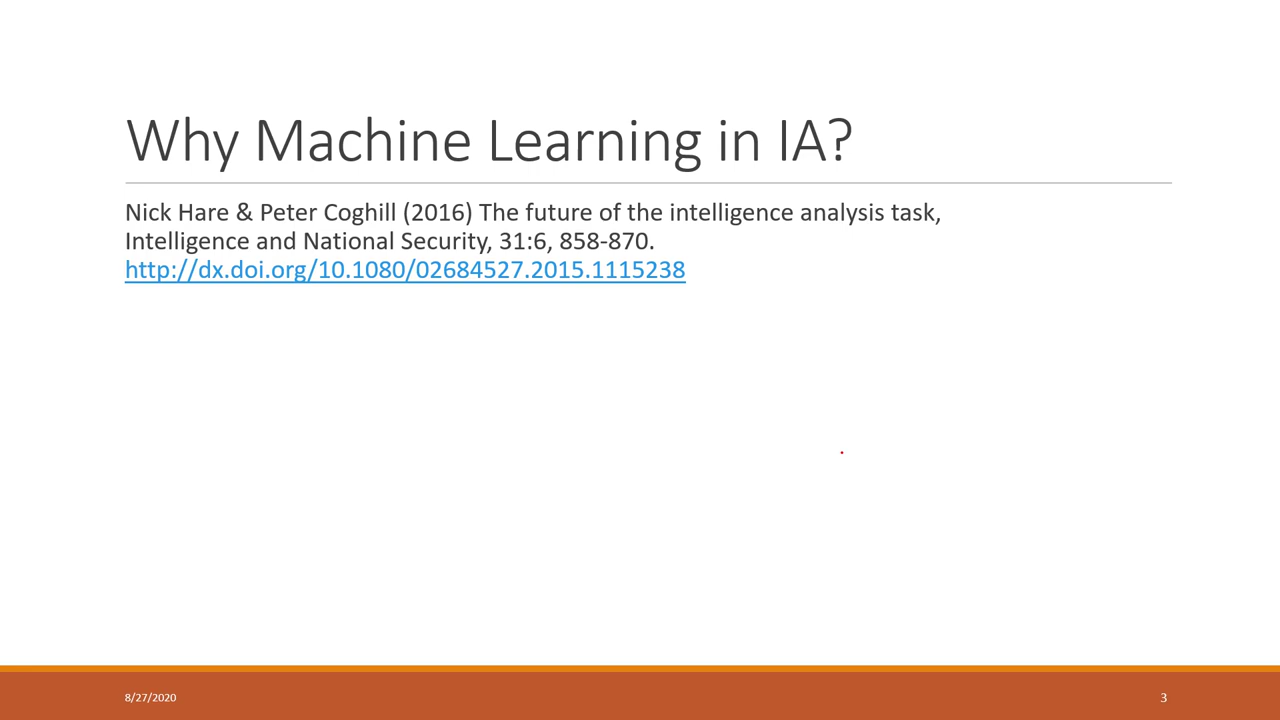 Why Machine Learning in IA?
Nick Hare & Peter Coghill (2016) The future of the intelligence analysis task,
Intelligence and National Security, 31:6, 858-870.
http://dx.doi.org/10.1080/02684527.2015.1115238
8/27/2020
3